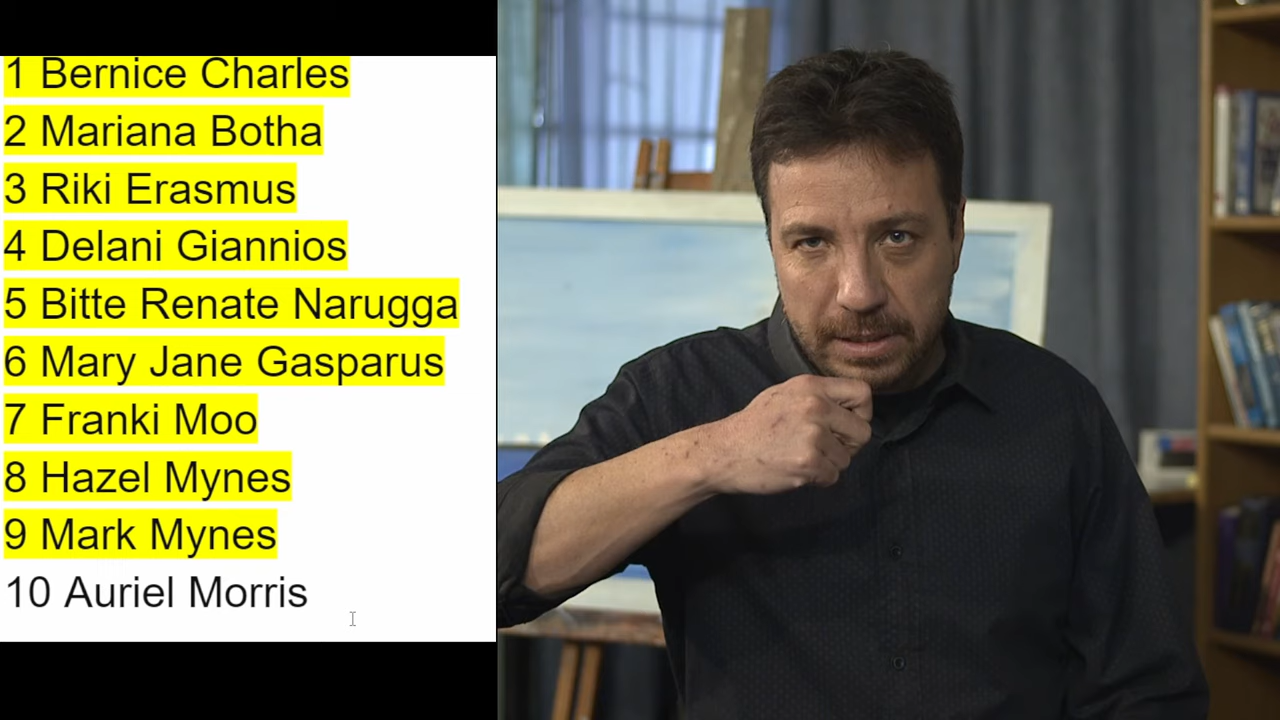 1 Bernice Charles
2 Mariana Botha
3 Riki Erasmus
4 Delani Giannios
5 Bitte Renate Narugga
6 Mary Jane Gasparus
7 Franki Moo
8 Hazel Mynes
9 Mark Mynes
10 Auriel Morris